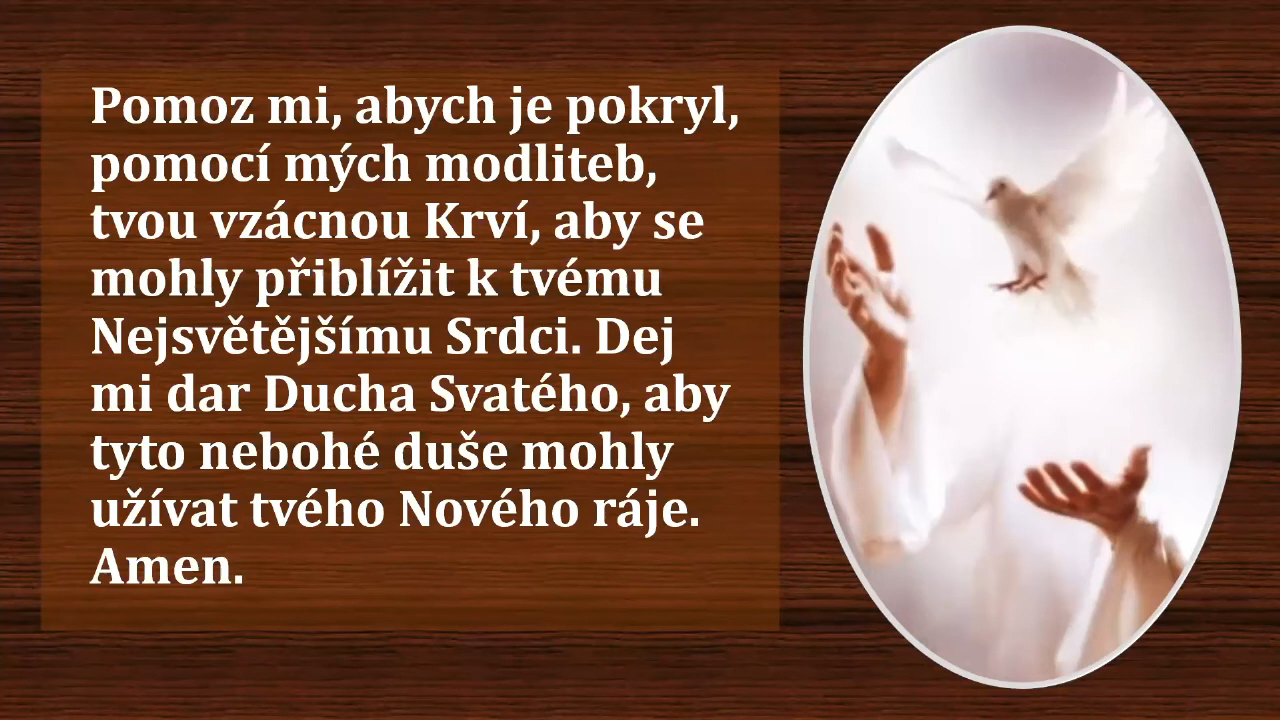 Pomoz mi, abych je pokryl,
pomocí mých modliteb,
tvou vzácnou Krví, aby se
mohly přiblížit k tvému
Nejsvětějšímu Srdci. Dej
mi dar Ducha Svatého, aby
tyto nebohé duše mohly
užívat tvého Nového ráje.
Amen.